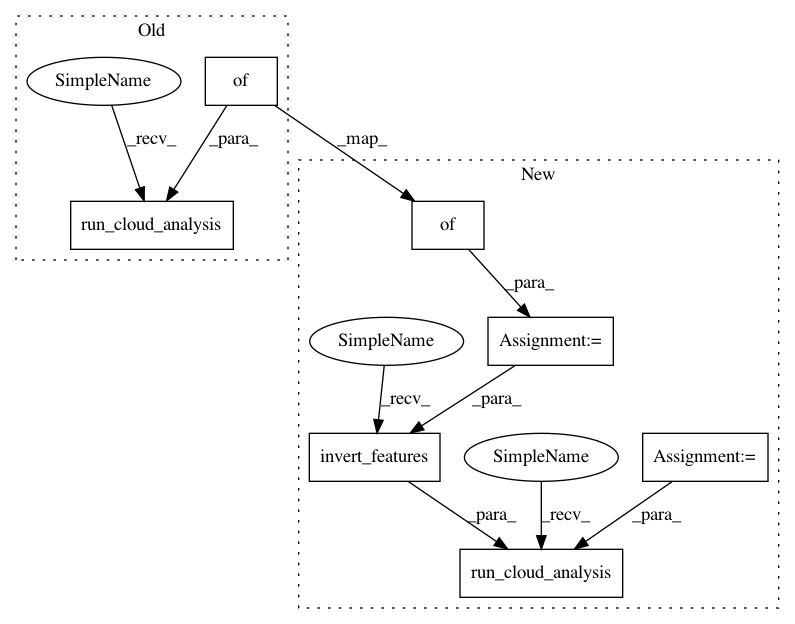 Old
SimpleName
of
_recv_
_para_
_map_
New
run_cloud_analysis
of
_para_
SimpleName
Assignment:=
_recv_
_para_
invert_features
SimpleName
Assignment:=
_para_
_recv_
_para_
run_cloud_analysis